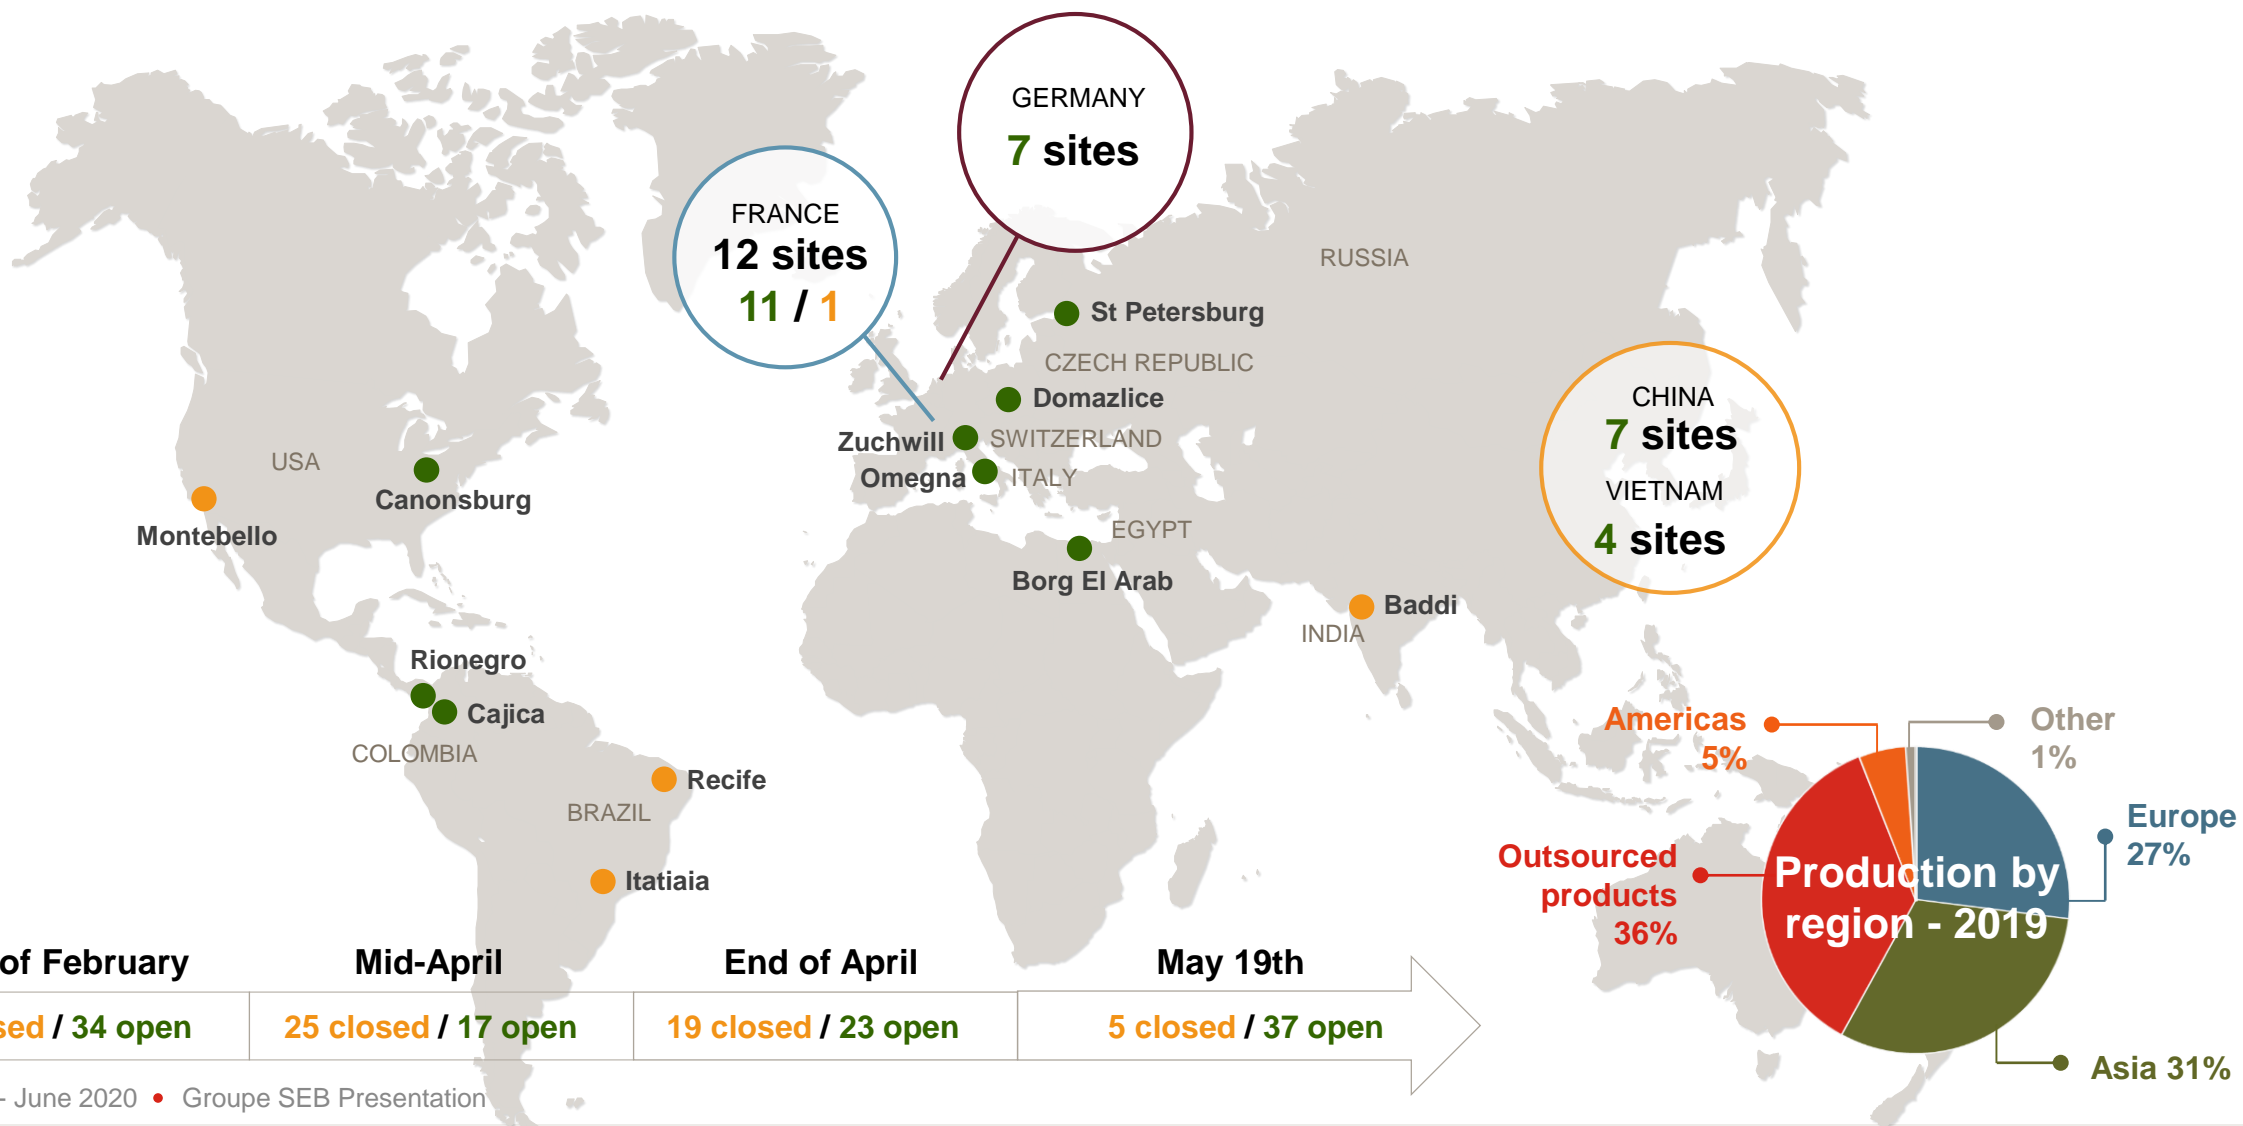 GERMANY
7 sites
FRANCE
12 sites
11 / 1
RUSSIA
St Petersburg
CZECH REPUBLIC
Domazlice
Zuchwill
SWITZERLAND
Omegna
ITALY
EGYPT
Borg El Arab
CHINA
7 sites
VIETNAM
4 sites
USA
Canonsburg
Montebello
Baddi
INDIA
Rionegro
Cajica
COLOMBIA
Recife
BRAZIL
Itatiaia
Americas
5%
Other
1%
Europe
27%
Outsourced
products
36%
Production by
region - 2019
Asia 31%
of February
/ 34 open
Mid-April
25 closed / 17 open
End of April
19 closed / 23 open
May 19th
5 closed / 37 open
- June 2020 • Groupe SEB Presentation